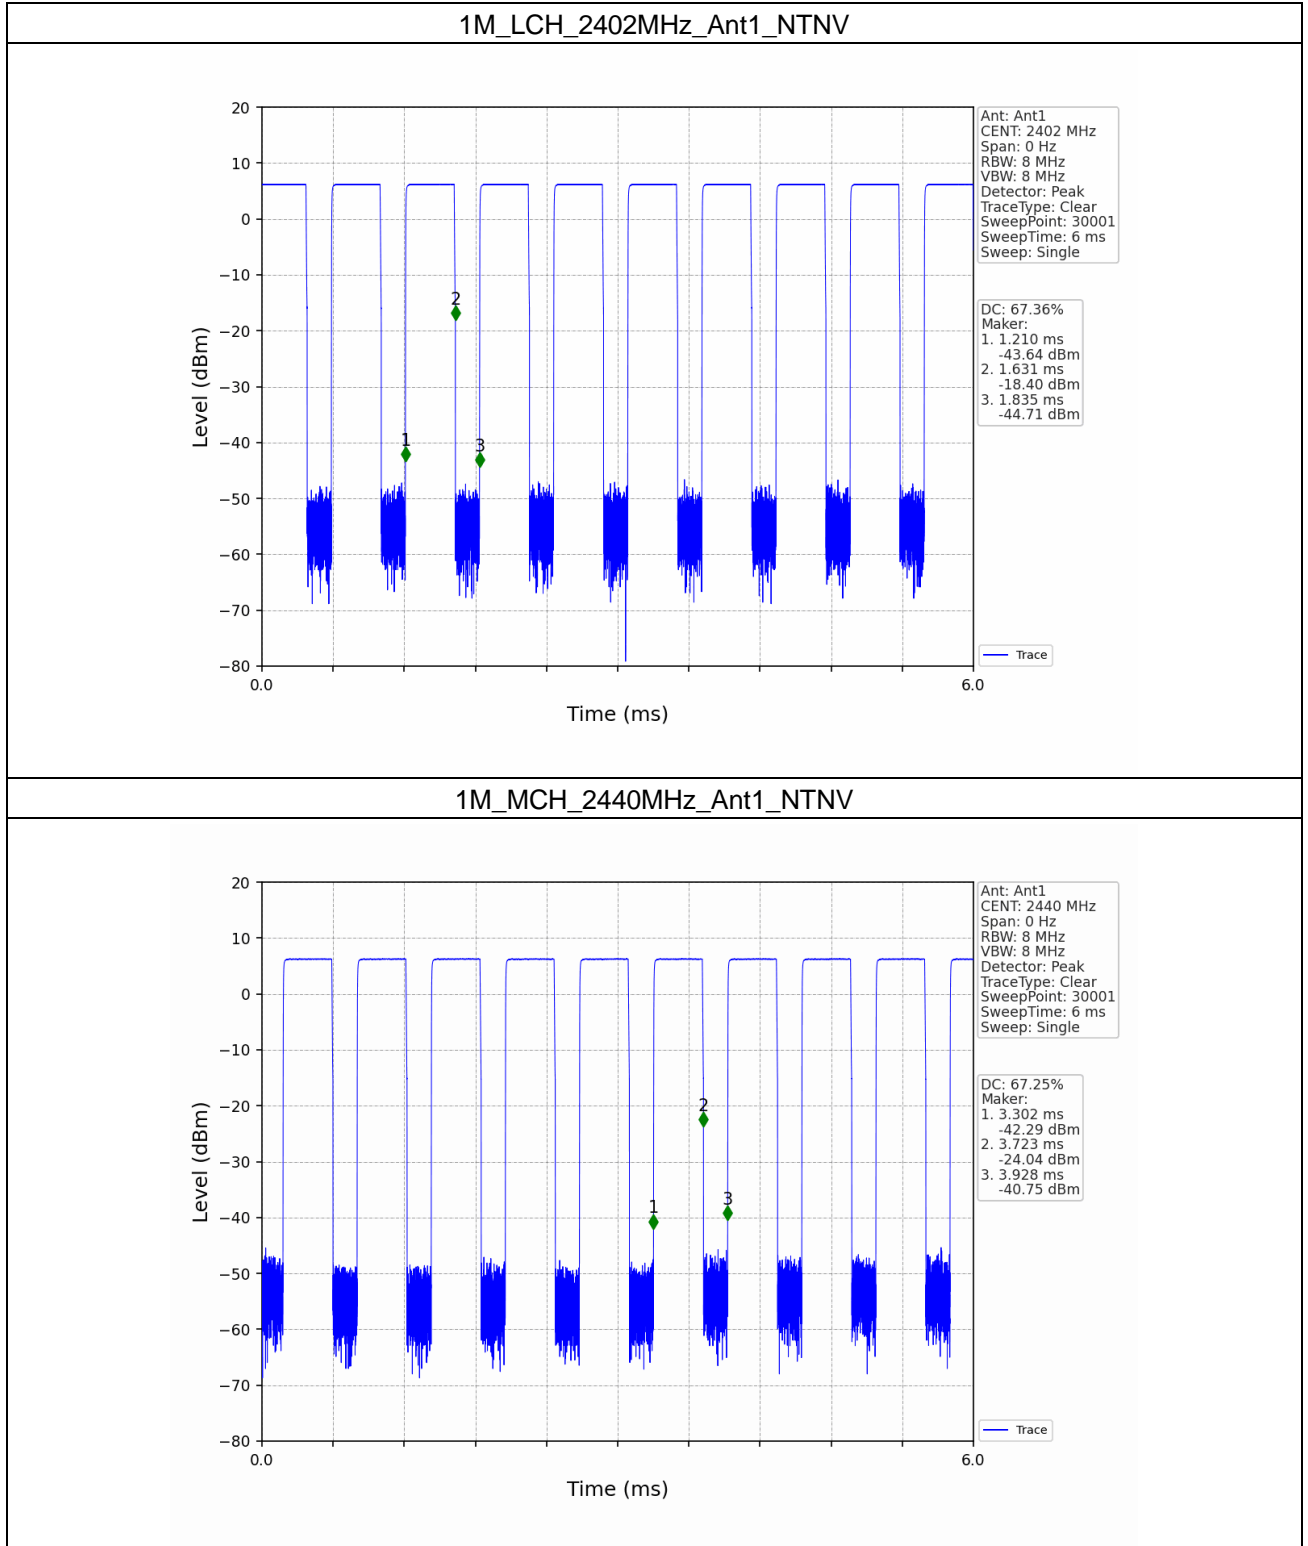 1M_LCH_2402MHz_Ant1_NTNV
20
10
0
−10
−20
−30
−40
−50
−60
−70
−80
Level (dBm)
0.0
6.0
Time (ms)
1
2
3
Ant: Ant1
CENT: 2402 MHz
Span: 0 Hz
RBW: 8 MHz
VBW: 8 MHz
Detector: Peak
TraceType: Clear
SweepPoint: 30001
SweepTime: 6 ms
Sweep: Single
DC: 67.36%
Maker:
1. 1.210 ms
-43.64 dBm
2. 1.631 ms
-18.40 dBm
3. 1.835 ms
-44.71 dBm
Trace
1M_MCH_2440MHz_Ant1_NTNV
20
10
0
−10
−20
−30
−40
−50
−60
−70
−80
Level (dBm)
0.0
6.0
Time (ms)
1
2
3
Ant: Ant1
CENT: 2440 MHz
Span: 0 Hz
RBW: 8 MHz
VBW: 8 MHz
Detector: Peak
TraceType: Clear
SweepPoint: 30001
SweepTime: 6 ms
Sweep: Single
DC: 67.25%
Maker:
1. 3.302 ms
-42.29 dBm
2. 3.723 ms
-24.04 dBm
3. 3.928 ms
-40.75 dBm
Trace